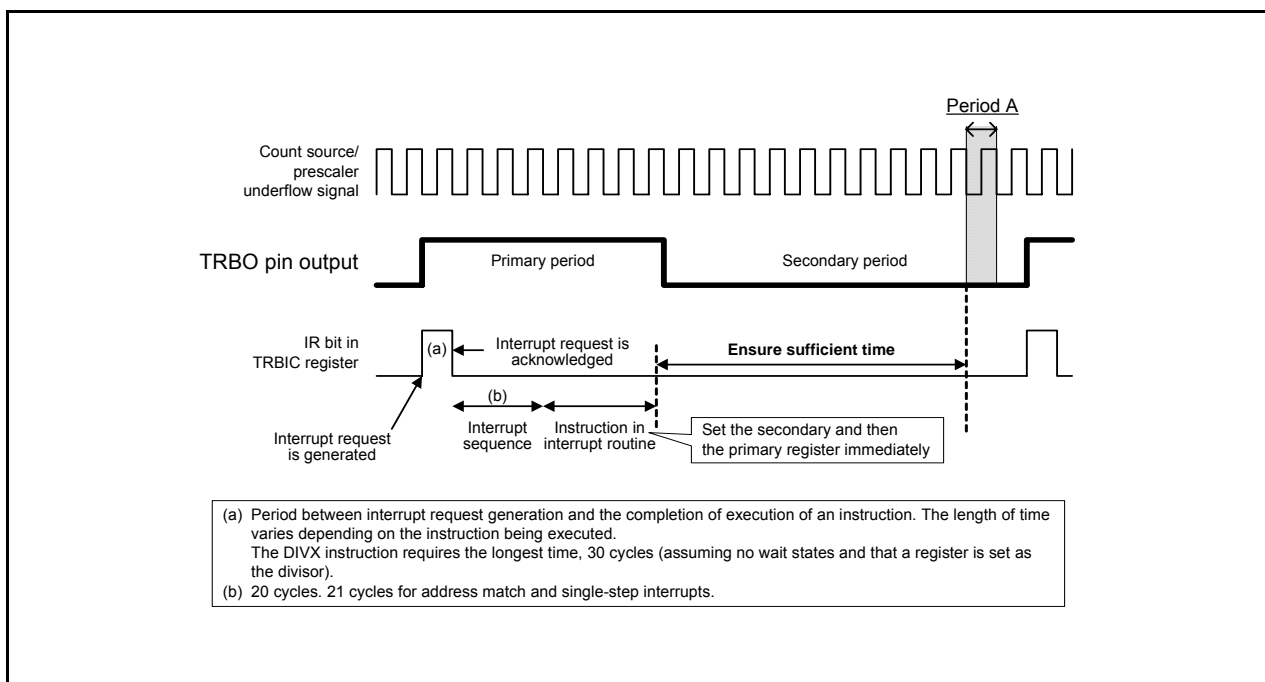 Period A
Count source/
prescaler
underflow signal
TRBO pin output
Primary period
Secondary period
IR bit in
TRBIC register
(a)
Interrupt request is
acknowledged
Ensure sufficient time
(b)
Interrupt request
is generated
Interrupt
sequence
Instruction in
interrupt routine
Set the secondary and then
the primary register immediately
(a) Period between interrupt request generation and the completion of execution of an instruction. The length of time
varies depending on the instruction being executed.
The DIVX instruction requires the longest time, 30 cycles (assuming no wait states and that a register is set as
the divisor).
(b) 20 cycles. 21 cycles for address match and single-step interrupts.